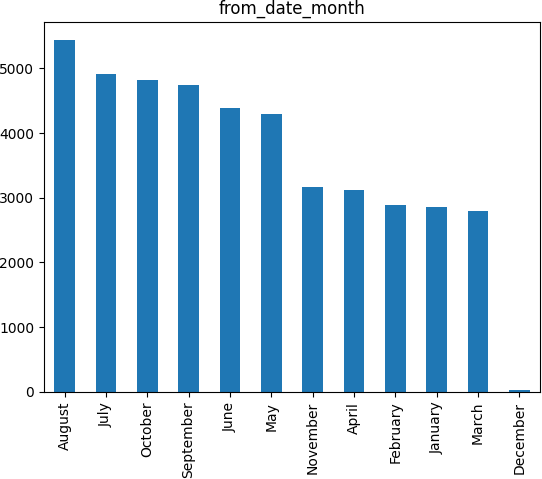 from_date_month
5000
4000
3000
2000
1000
0
August
July
October
September
June
May
November
April
February
January
March
December